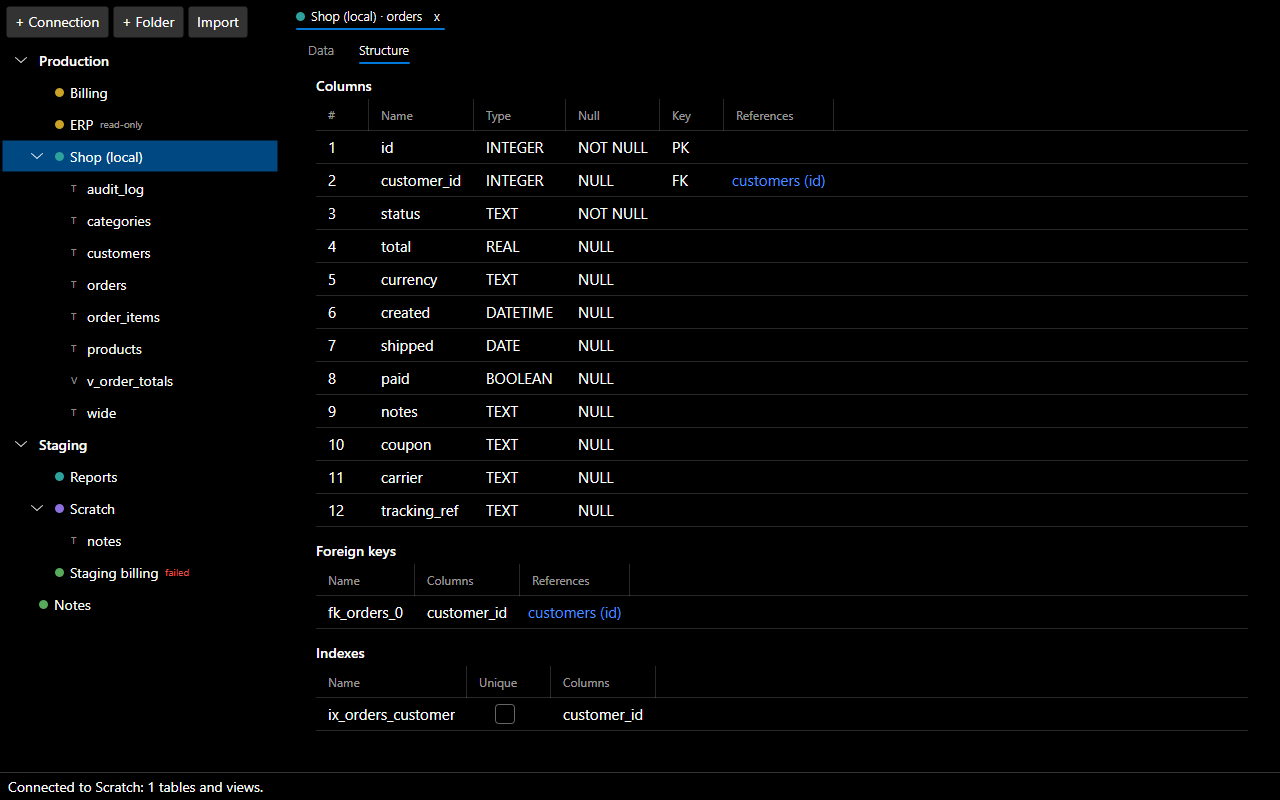 + Connection + Folder Import
Production
Billing
ERP read-only
Shop (local)
T audit_log
T categories
T customers
T orders
T order_items
T products
V v_order_totals
T wide
Staging
Reports
Scratch
T notes
Staging billing failed
Notes
Shop (local) · orders x
Data Structure
Columns
# Name Type Null Key References
1 id INTEGER NOT NULL PK
2 customer_id INTEGER NULL FK customers (id)
3 status TEXT NOT NULL
4 total REAL NULL
5 currency TEXT NULL
6 created DATETIME NULL
7 shipped DATE NULL
8 paid BOOLEAN NULL
9 notes TEXT NULL
10 coupon TEXT NULL
11 carrier TEXT NULL
12 tracking_ref TEXT NULL
Foreign keys
Name Columns References
fk_orders_0 customer_id customers (id)
Indexes
Name Unique Columns
ix_orders_customer customer_id
Connected to Scratch: 1 tables and views.